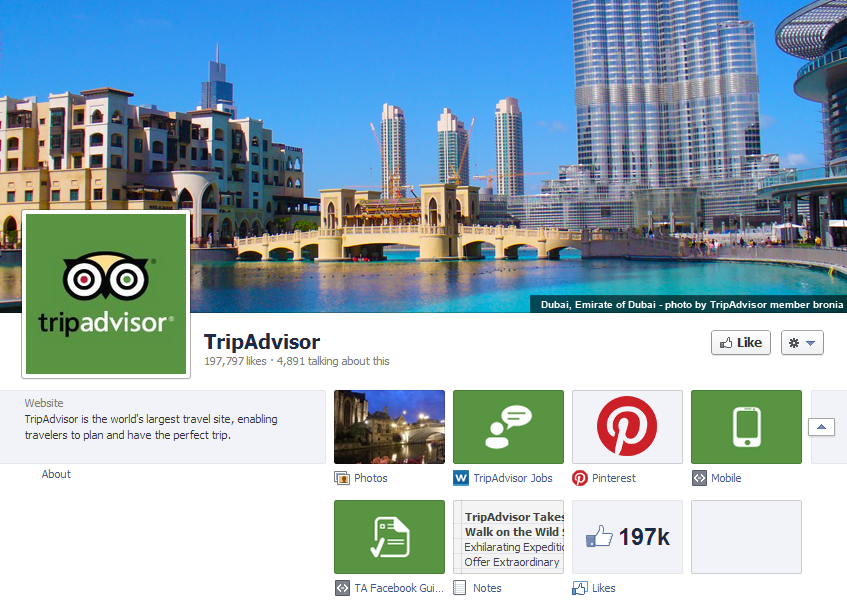 Dubai, Emirate of Dubai - photo by TripAdvisor member bronia
tripadvisor®
TripAdvisor
197,797 likes · 4,891 talking about this
Like
Website
TripAdvisor is the world's largest travel site, enabling
travelers to plan and have the perfect trip.
About
Photos
TripAdvisor Jobs
Pinterest
Mobile
TripAdvisor Takes
Walk on the Wild
Exhilarating Expeditio
Offer Extraordinary
197k
TA Facebook Gui...
Notes
Likes